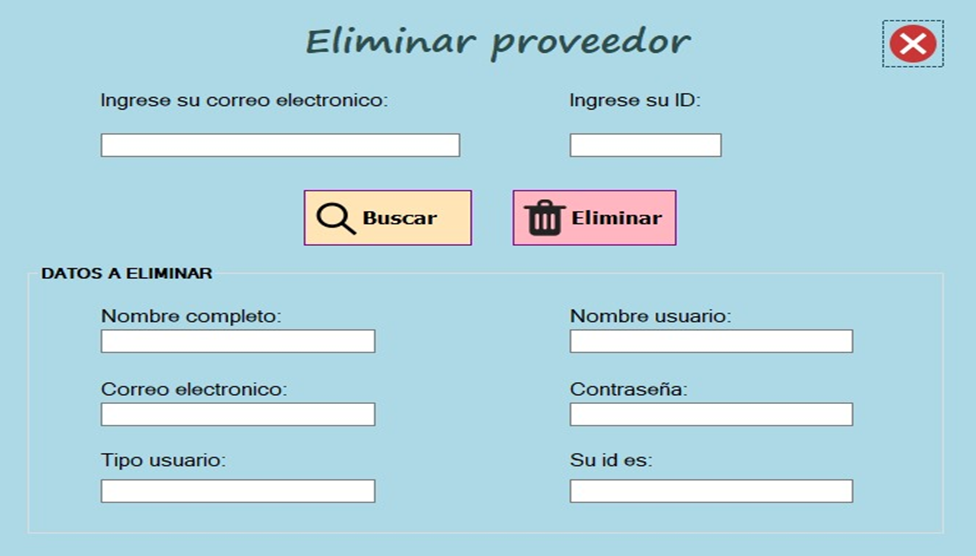 Eliminar proveedor
Ingrese su correo electronico: Ingrese su ID:
Buscar Eliminar
DATOS A ELIMINAR
Nombre completo: Nombre usuario:
Correo electronico: Contraseña:
Tipo usuario: Su id es: